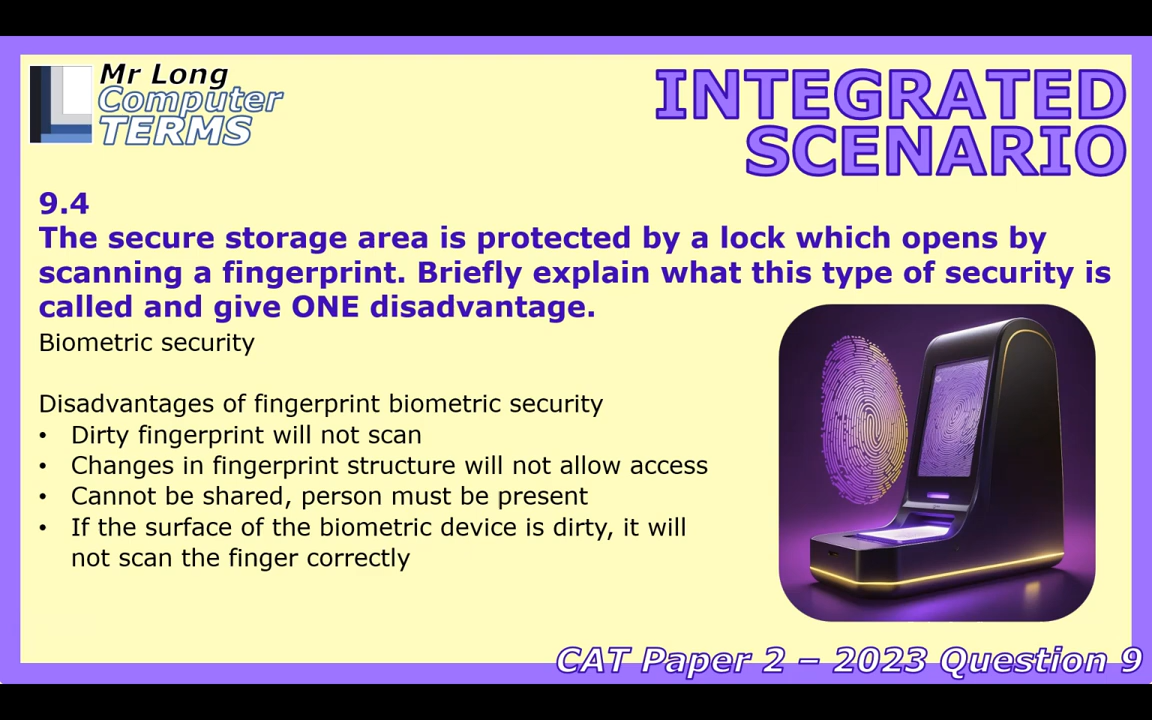 Mr Long
Computer
TERMS
INTEGRATED
SCENARIO
9.4
The secure storage area is protected by a lock which opens by
scanning a fingerprint. Briefly explain what this type of security is
called and give ONE disadvantage.
Biometric security
Disadvantages of fingerprint biometric security
• Dirty fingerprint will not scan
• Changes in fingerprint structure will not allow access
• Cannot be shared, person must be present
• If the surface of the biometric device is dirty, it will
not scan the finger correctly
CAT Paper 2 – 2023 Question 9